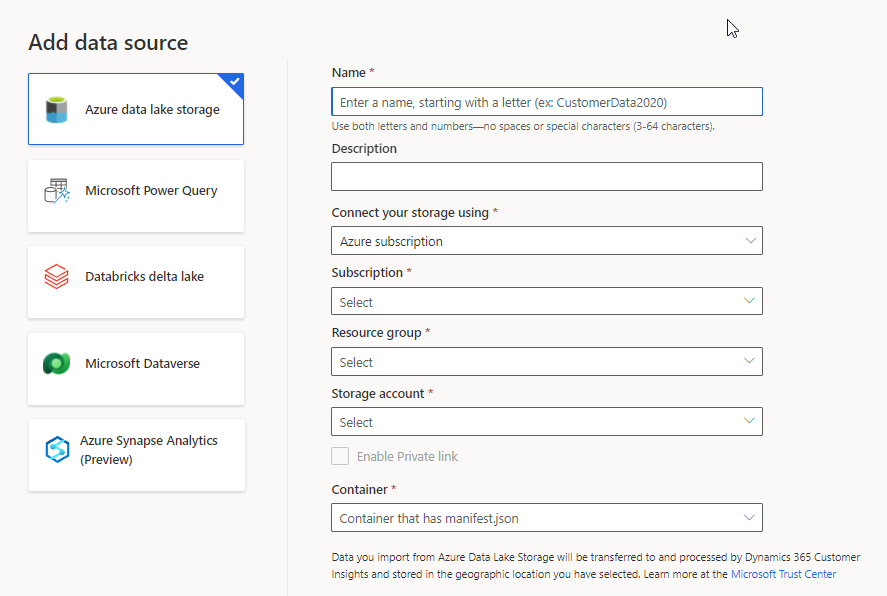 Add data source
Azure data lake storage
Microsoft Power Query
Databricks delta lake
Microsoft Dataverse
Azure Synapse Analytics
(Preview)
Name *
Enter a name, starting with a letter (ex: CustomerData2020)
Use both letters and numbers—no spaces or special characters (3-64 characters).
Description
Connect your storage using *
Azure subscription
Subscription *
Select
Resource group *
Select
Storage account *
Select
Enable Private link
Container *
Container that has manifest.json
Data you import from Azure Data Lake Storage will be transferred to and processed by Dynamics 365 Customer
Insights and stored in the geographic location you have selected. Learn more at the Microsoft Trust Center